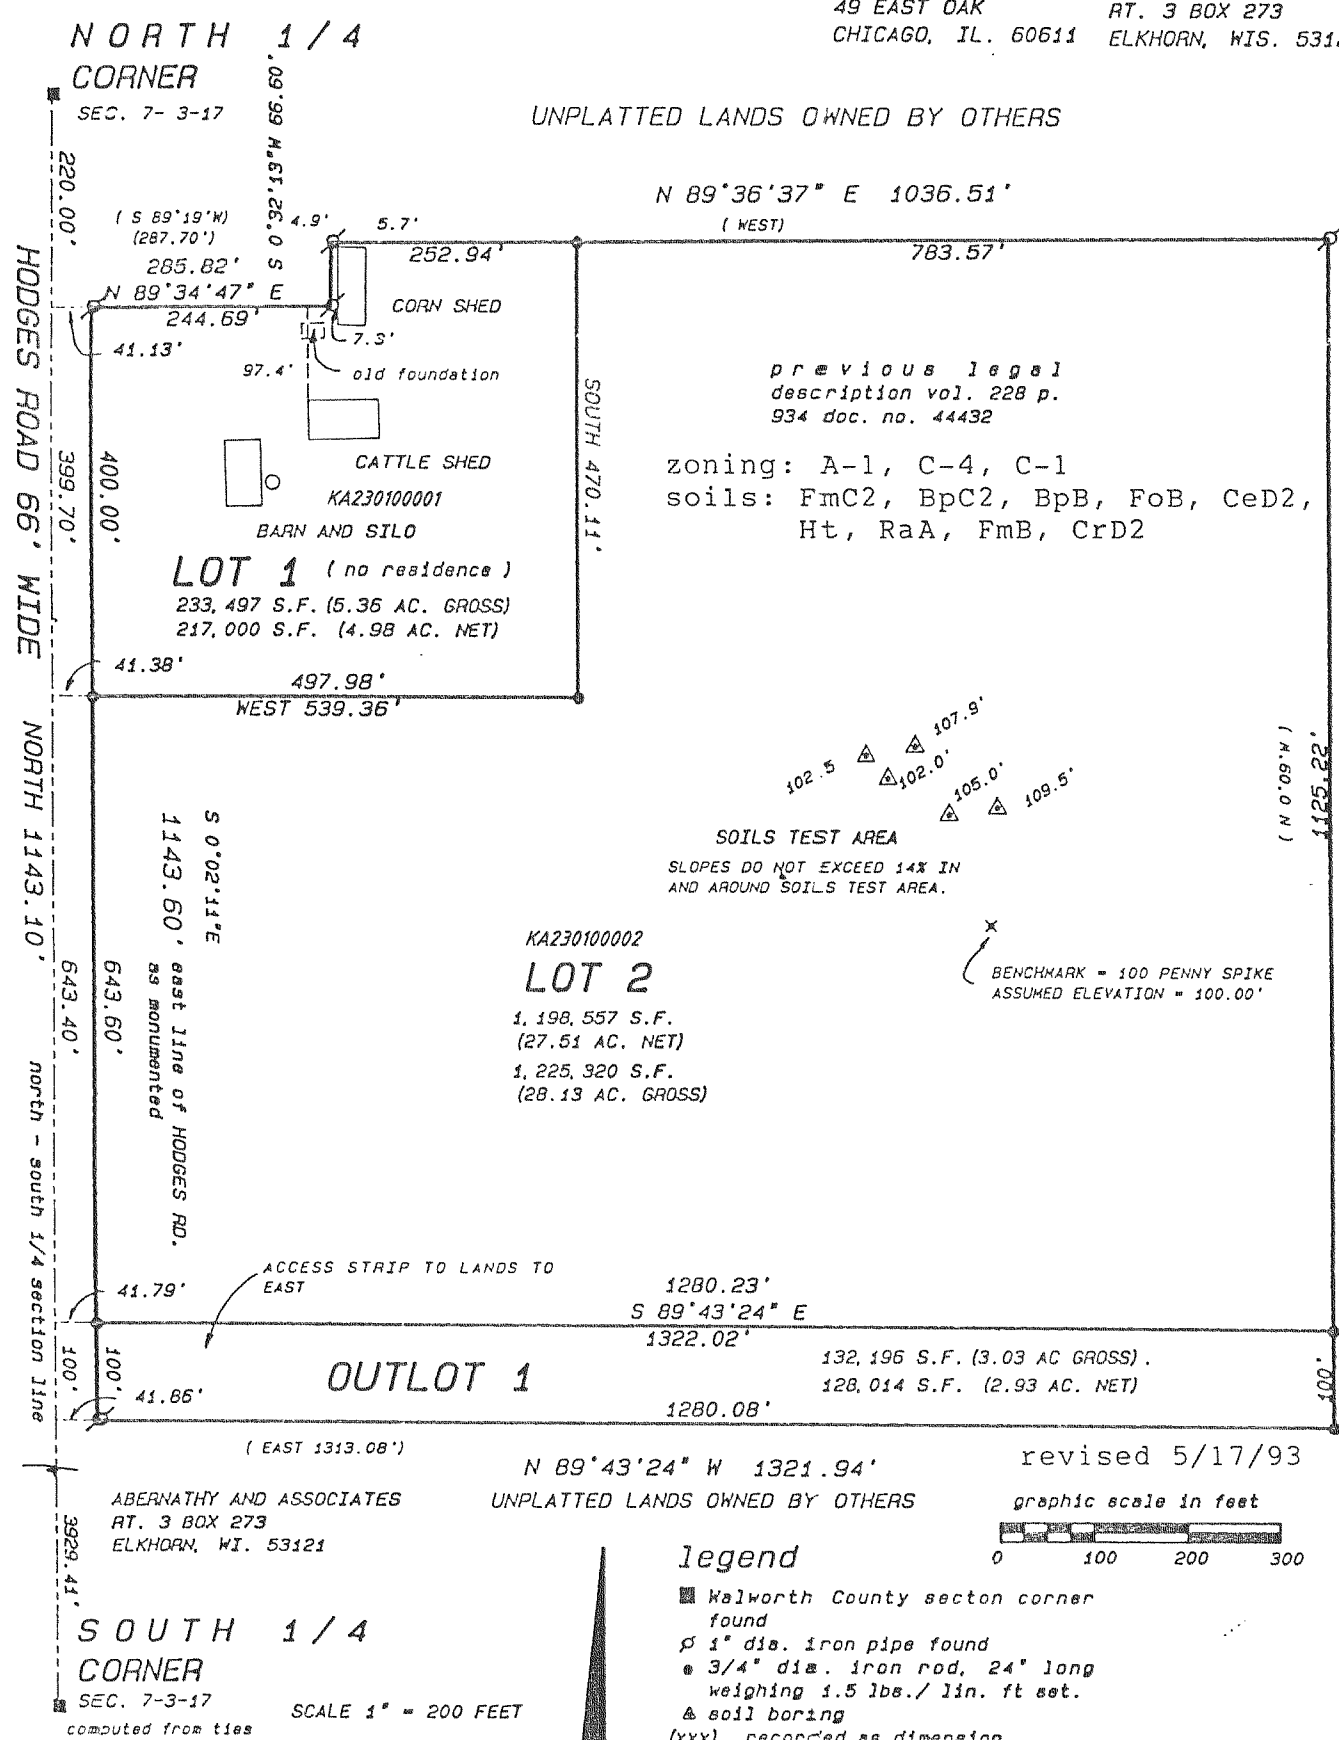 49 EAST OAK
CHICAGO, IL. 60611
RT. 3 BOX 273
ELKHORN, WIS.
NORTH 1/4
CORNER
SEC. 7- 3-17
UNPLATTED LANDS OWNED BY OTHERS
220.00'
S 0°32'13"W 66.60'
N 89°36'37" E 1036.51'
(WEST)
(S 89°19'W)
(287.70')
285.82'
N 89°34'47" E
244.69'
4.9'
5.7'
252.94'
783.57'
CORN SHED
7.3'
41.13'
97.4'
old foundation
previous legal
description vol. 228 p.
934 doc. no. 44432
HODGES ROAD 66' WIDE
399.70'
400.00'
SOUTH 470.11'
CATTLE SHED
KA230100001
BARN AND SILO
zoning: A-1, C-4, C-1
soils: FmC2, BpC2, BpB, FoB, CeD2,
Ht, RaA, FmB, CrD2
LOT 1 (no residence)
233,497 S.F. (5.36 AC. GROSS)
217,000 S.F. (4.98 AC. NET)
41.38'
497.98'
WEST 539.36'
NORTH 1143.10'
107.9'
102.5
102.0'
105.0'
109.5'
1125.22'
(N 0.09'W)
SOILS TEST AREA
SLOPES DO NOT EXCEED 14% IN
AND AROUND SOILS TEST AREA.
S 0°02'11"E
1143.60' east line of HODGES RD.
as monumented
643.40'
643.60'
KA230100002
LOT 2
1,198,557 S.F.
(27.51 AC. NET)
1,225,320 S.F.
(28.13 AC. GROSS)
BENCHMARK = 100 PENNY SPIKE
ASSUMED ELEVATION = 100.00'
north - south 1/4 section line
ACCESS STRIP TO LANDS TO
EAST
41.79'
1280.23'
S 89°43'24" E
1322.02'
100'
100'
OUTLOT 1
132,196 S.F. (3.03 AC GROSS).
128,014 S.F. (2.93 AC. NET)
100'
41.86'
1280.08'
(EAST 1313.08')
N 89°43'24" W 1321.94'
revised 5/17/93
ABERNATHY AND ASSOCIATES
RT. 3 BOX 273
ELKHORN, WI. 53121
UNPLATTED LANDS OWNED BY OTHERS
graphic scale in feet
0 100 200 300
3929.41'
legend
Walworth County secton corner
found
1" dia. iron pipe found
3/4" dia. iron rod, 24" long
weighing 1.5 lbs./ lin. ft set.
soil boring
(xxx) recorded as dimension
SOUTH 1/4
CORNER
SEC. 7-3-17
computed from ties
SCALE 1" = 200 FEET